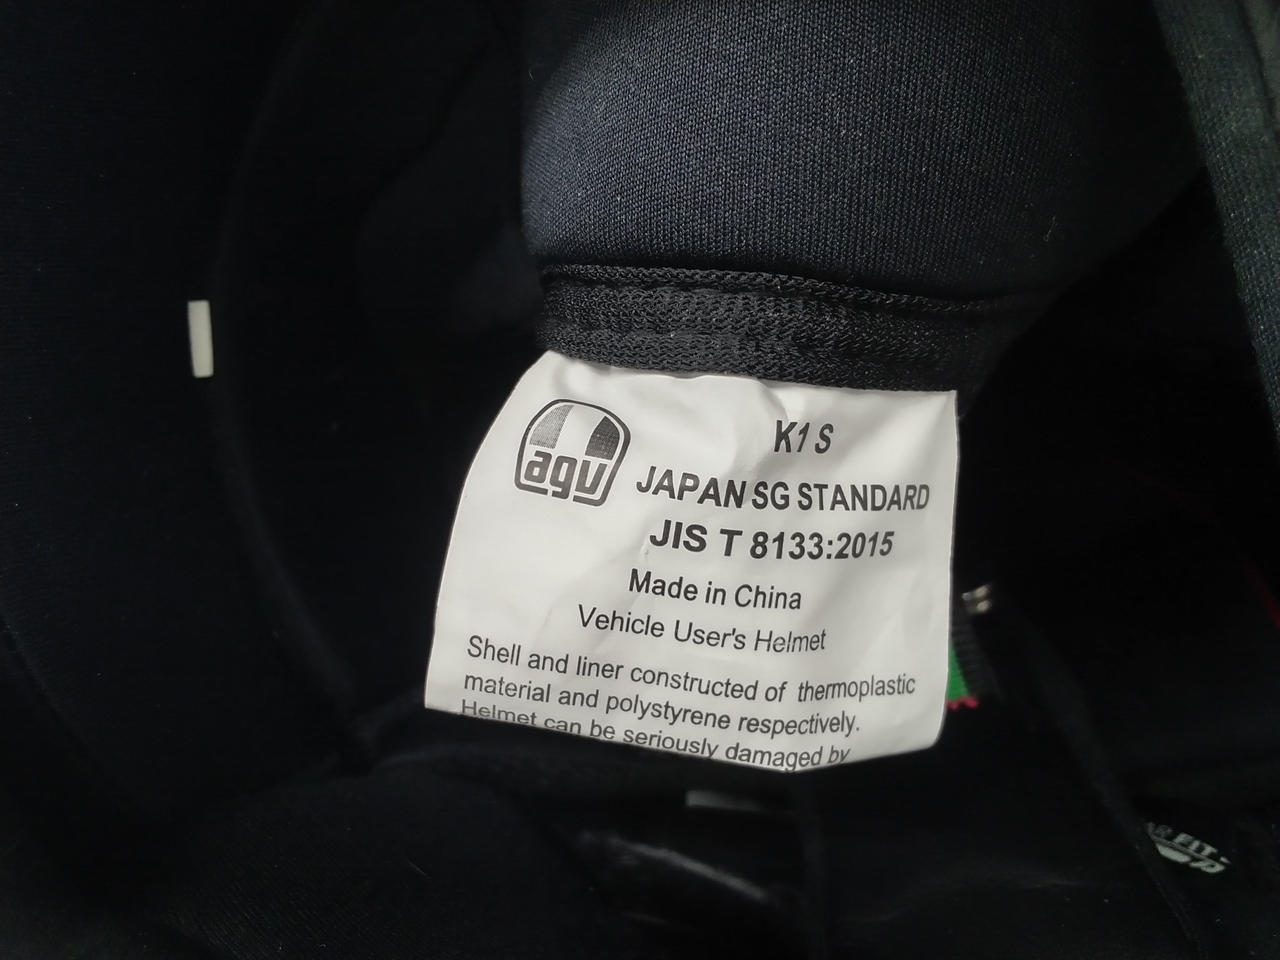 agv
K1 S
JAPAN SG STANDARD
JIS T 8133:2015
Made in China
Vehicle User's Helmet
Shell and liner constructed of thermoplastic
material and polystyrene respectively.
Helmet can be seriously damaged by
FIT